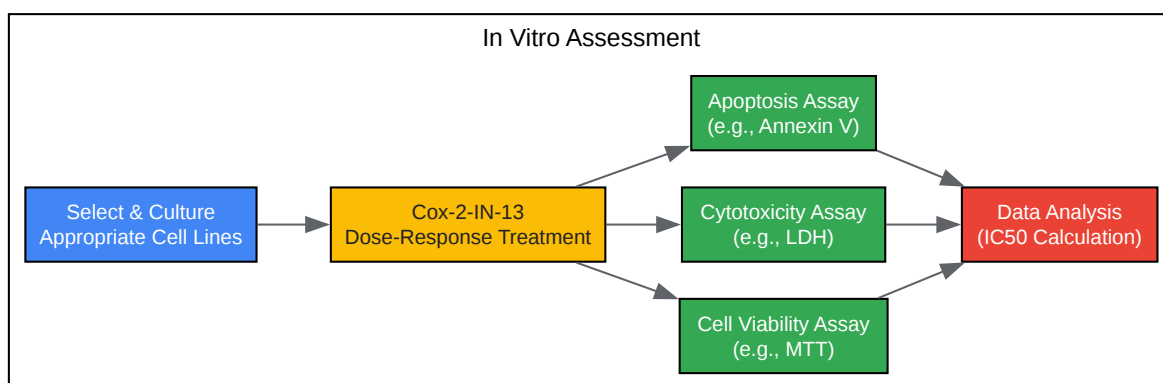 In Vitro Assessment
Select & Culture
Appropriate Cell Lines
Cox-2-IN-13
Dose-Response Treatment
Apoptosis Assay
(e.g., Annexin V)
Cytotoxicity Assay
(e.g., LDH)
Cell Viability Assay
(e.g., MTT)
Data Analysis
(IC50 Calculation)